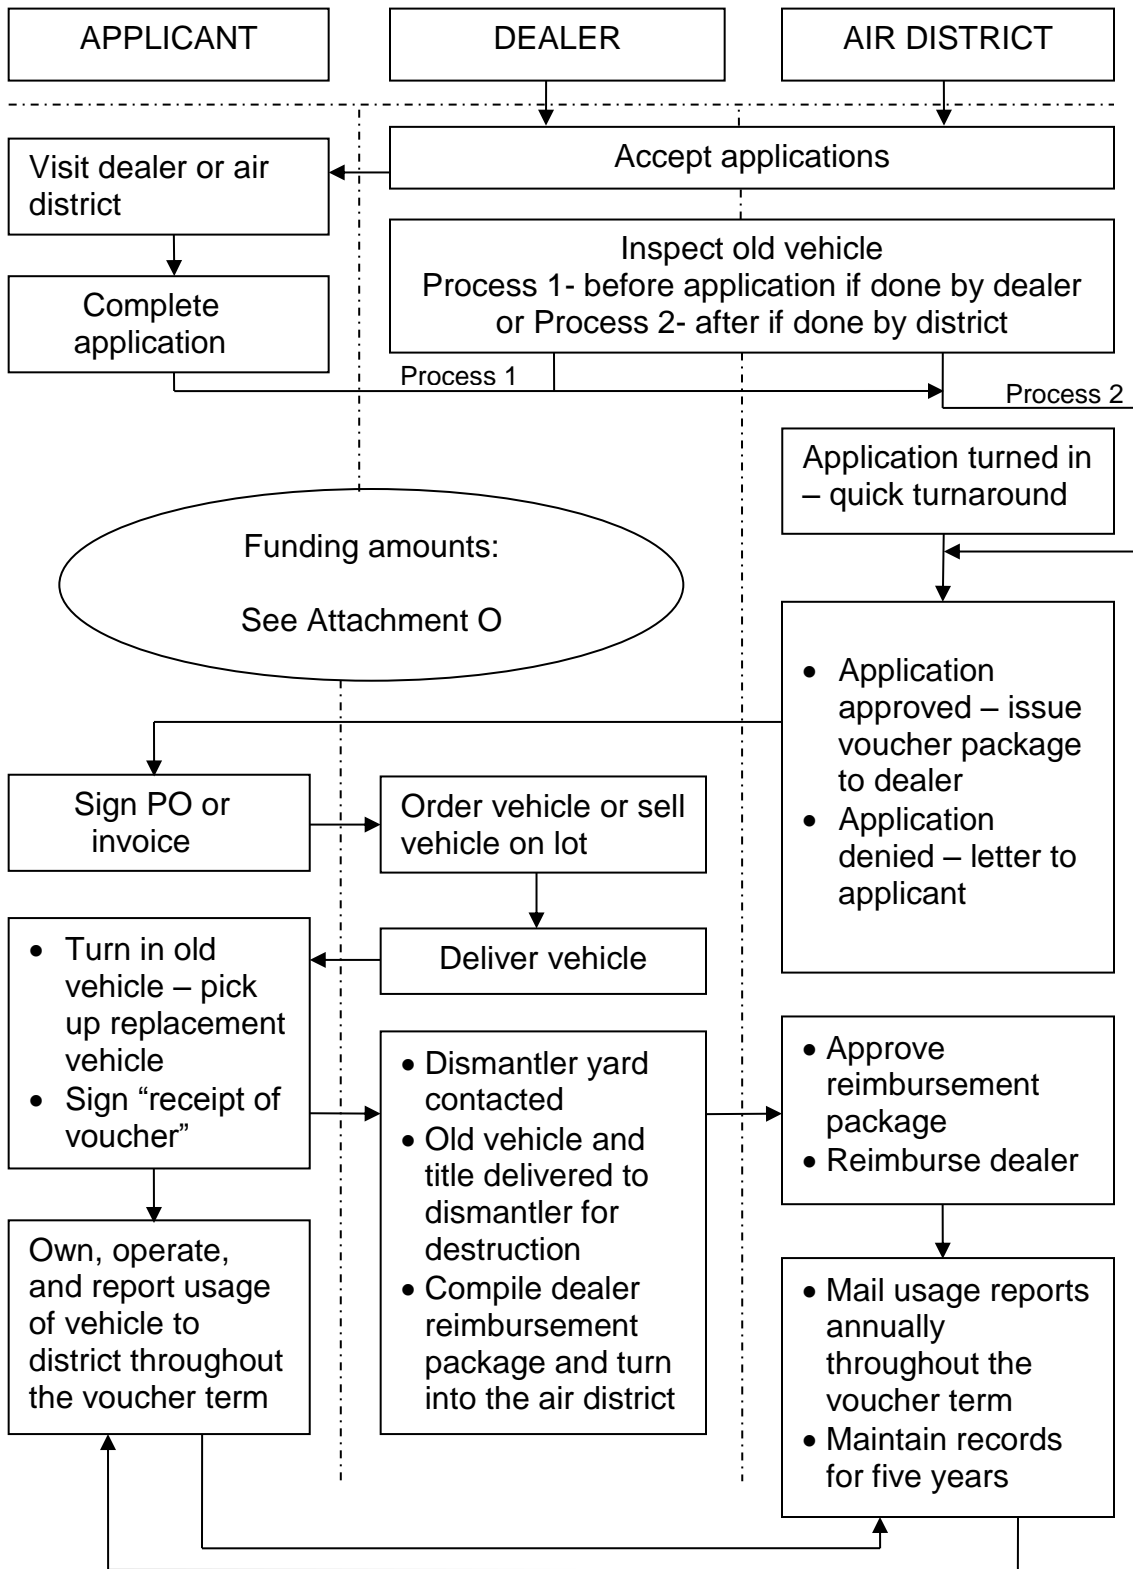 APPLICANT
DEALER
AIR DISTRICT
Accept applications
Visit dealer or air
district
Inspect old vehicle
Process 1- before application if done by dealer
or Process 2- after if done by district
Complete
application
Process 1
Process 2
Application turned in
– quick turnaround
Funding amounts:
See Attachment O
• Application
approved – issue
voucher package
to dealer
• Application
denied – letter to
applicant
Sign PO or
invoice
Order vehicle or sell
vehicle on lot
Deliver vehicle
• Turn in old
vehicle – pick
up replacement
vehicle
• Sign “receipt of
voucher”
• Dismantler yard
contacted
• Old vehicle and
title delivered to
dismantler for
destruction
• Compile dealer
reimbursement
package and turn
into the air district
• Approve
reimbursement
package
• Reimburse dealer
Own, operate,
and report usage
of vehicle to
district throughout
the voucher term
• Mail usage reports
annually
throughout the
voucher term
• Maintain records
for five years